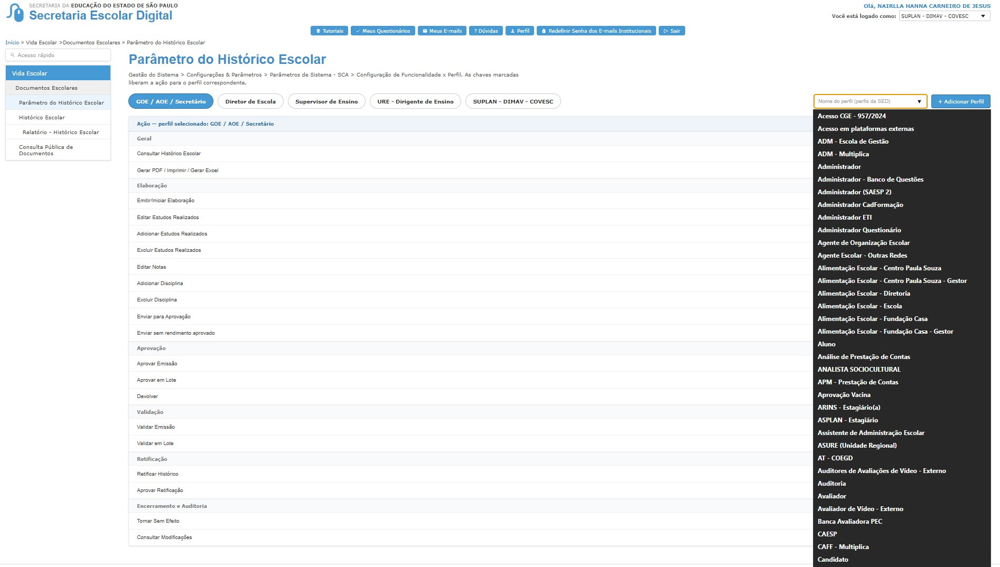 SECRETARIA DA EDUCAÇÃO DO ESTADO DE SÃO PAULO
Secretaria Escolar Digital
Olá, NAIRLLA HANNA CARNEIRO DE JESUS
Você está logado como: SUPLAN - DIMAV - COVESC
Tutoriais
Meus Questionários
Meus E-mails
? Dúvidas
Perfil
Redefinir Senha dos E-mails Institucionais
Sair
Início » Vida Escolar >Documentos Escolares » Parâmetro do Histórico Escolar
Acesso rápido
Vida Escolar
Documentos Escolares
Parâmetro do Histórico Escolar
Histórico Escolar
Relatório - Histórico Escolar
Consulta Pública de
Documentos
Parâmetro do Histórico Escolar
Gestão do Sistema > Configurações & Parâmetros > Parâmetros de Sistema - SCA > Configuração de Funcionalidade x Perfil. As chaves marcadas
liberam a ação para o perfil correspondente.
GOE / AOE / Secretário
Diretor de Escola
Supervisor de Ensino
URE - Dirigente de Ensino
SUPLAN - DIMAV - COVESC
Nome do perfil (perfis da SED)
+ Adicionar Perfil
Ação — perfil selecionado: GOE / AOE / Secretário
Geral
Consultar Histórico Escolar
Gerar PDF / Imprimir / Gerar Excel
Elaboração
Emitir/Iniciar Elaboração
Editar Estudos Realizados
Adicionar Estudos Realizados
Excluir Estudos Realizados
Editar Notas
Adicionar Disciplina
Excluir Disciplina
Enviar para Aprovação
Enviar sem rendimento aprovado
Aprovação
Aprovar Emissão
Aprovar em Lote
Devolver
Validação
Validar Emissão
Validar em Lote
Retificação
Retificar Histórico
Aprovar Retificação
Encerramento e Auditoria
Tornar Sem Efeito
Consultar Modificações
Acesso CGE - 957/2024
Acesso em plataformas externas
ADM - Escola de Gestão
ADM - Multiplica
Administrador
Administrador - Banco de Questões
Administrador (SAESP 2)
Administrador CadFormação
Administrador ETI
Administrador Questionário
Agente de Organização Escolar
Agente Escolar - Outras Redes
Alimentação Escolar - Centro Paula Souza
Alimentação Escolar - Centro Paula Souza - Gestor
Alimentação Escolar - Diretoria
Alimentação Escolar - Escola
Alimentação Escolar - Fundação Casa
Alimentação Escolar - Fundação Casa - Gestor
Aluno
Análise de Prestação de Contas
ANALISTA SOCIOCULTURAL
APM - Prestação de Contas
Aprovação Vacina
ARINS - Estagiário(a)
ASPLAN - Estagiário
Assistente de Administração Escolar
ASURE (Unidade Regional)
AT - COEGD
Auditores de Avaliações de Vídeo - Externo
Auditoria
Avaliador
Avaliador de Vídeo - Externo
Banca Avaliadora PEC
CAESP
CAFF - Multiplica
Candidato